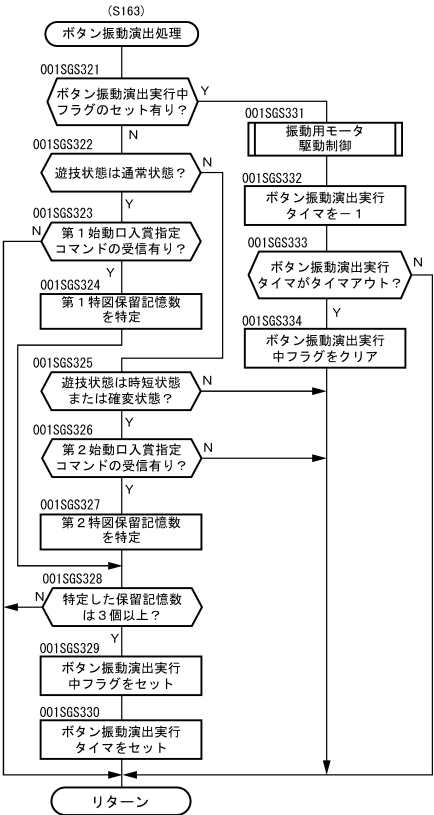 (S163)
ボタン振動演出処理
001SGS321
ボタン振動演出実行中
フラグのセット有り?
Y
N
001SGS322
遊技状態は通常状態?
N
Y
001SGS323
N
第1始動口入賞指定
コマンドの受信有り?
Y
001SGS324
第1特図保留記憶数
を特定
001SGS325
遊技状態は時短状態
または確変状態?
N
Y
001SGS326
第2始動口入賞指定
コマンドの受信有り?
N
Y
001SGS327
第2特図保留記憶数
を特定
001SGS328
N
特定した保留記憶数
は3個以上?
Y
001SGS329
ボタン振動演出実行
中フラグをセット
001SGS330
ボタン振動演出実行
タイマをセット
リターン
001SGS331
振動用モータ
駆動制御
001SGS332
ボタン振動演出実行
タイマを-1
001SGS333
ボタン振動演出実行
タイマがタイムアウト?
N
Y
001SGS334
ボタン振動演出実行
中フラグをクリア